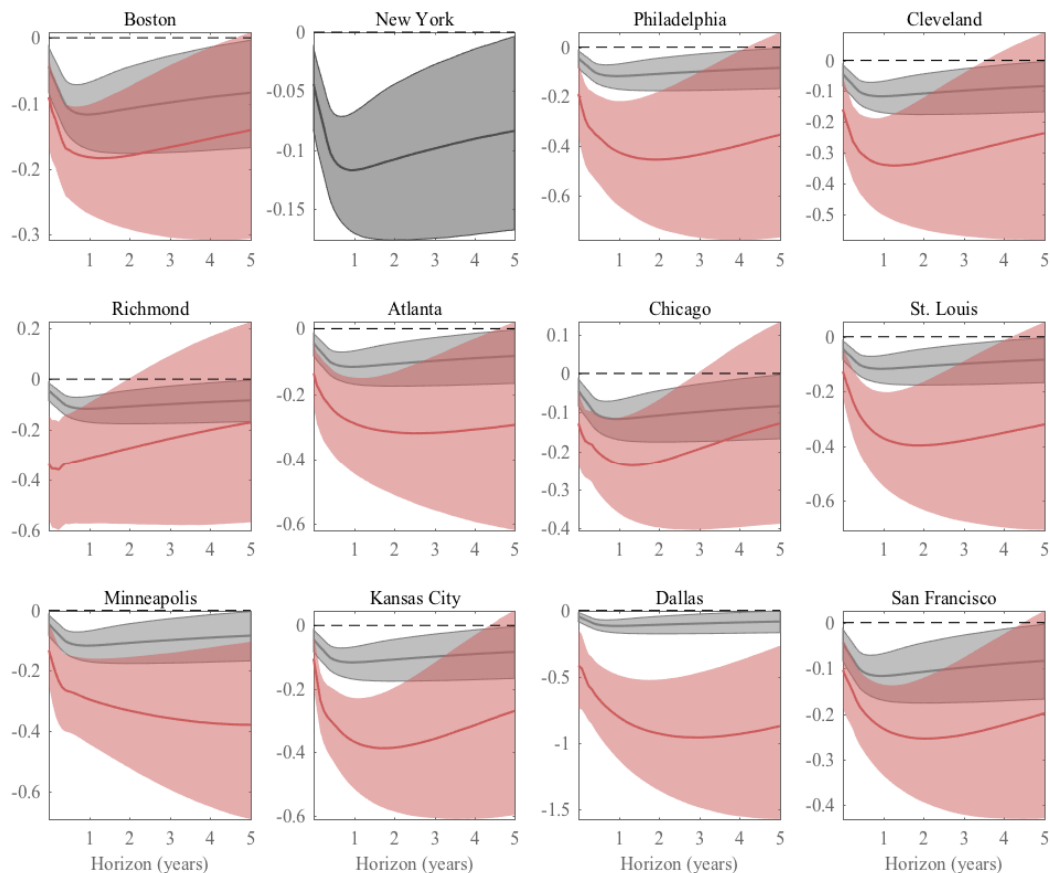 Boston New York Philadelphia Cleveland
0 0 0 0
-0.1 -0.05 -0.2 -0.1
-0.2 -0.1 -0.4 -0.2
-0.3 -0.15 -0.6 -0.3
-0.4
-0.5
1 2 3 4 5 1 2 3 4 5 1 2 3 4 5 1 2 3 4 5
Richmond Atlanta Chicago St. Louis
0.2 0 0.1 0
0 -0.2 0 -0.2
-0.2 -0.4 -0.1 -0.4
-0.4 -0.6 -0.2 -0.6
-0.6 -0.3
-0.4
1 2 3 4 5 1 2 3 4 5 1 2 3 4 5 1 2 3 4 5
Minneapolis Kansas City Dallas San Francisco
0 0 0 0
-0.2 -0.2 -0.5 -0.1
-0.4 -0.4 -1 -0.2
-0.6 -0.6 -1.5 -0.3
-0.4
1 2 3 4 5 1 2 3 4 5 1 2 3 4 5 1 2 3 4 5
Horizon (years) Horizon (years) Horizon (years) Horizon (years)